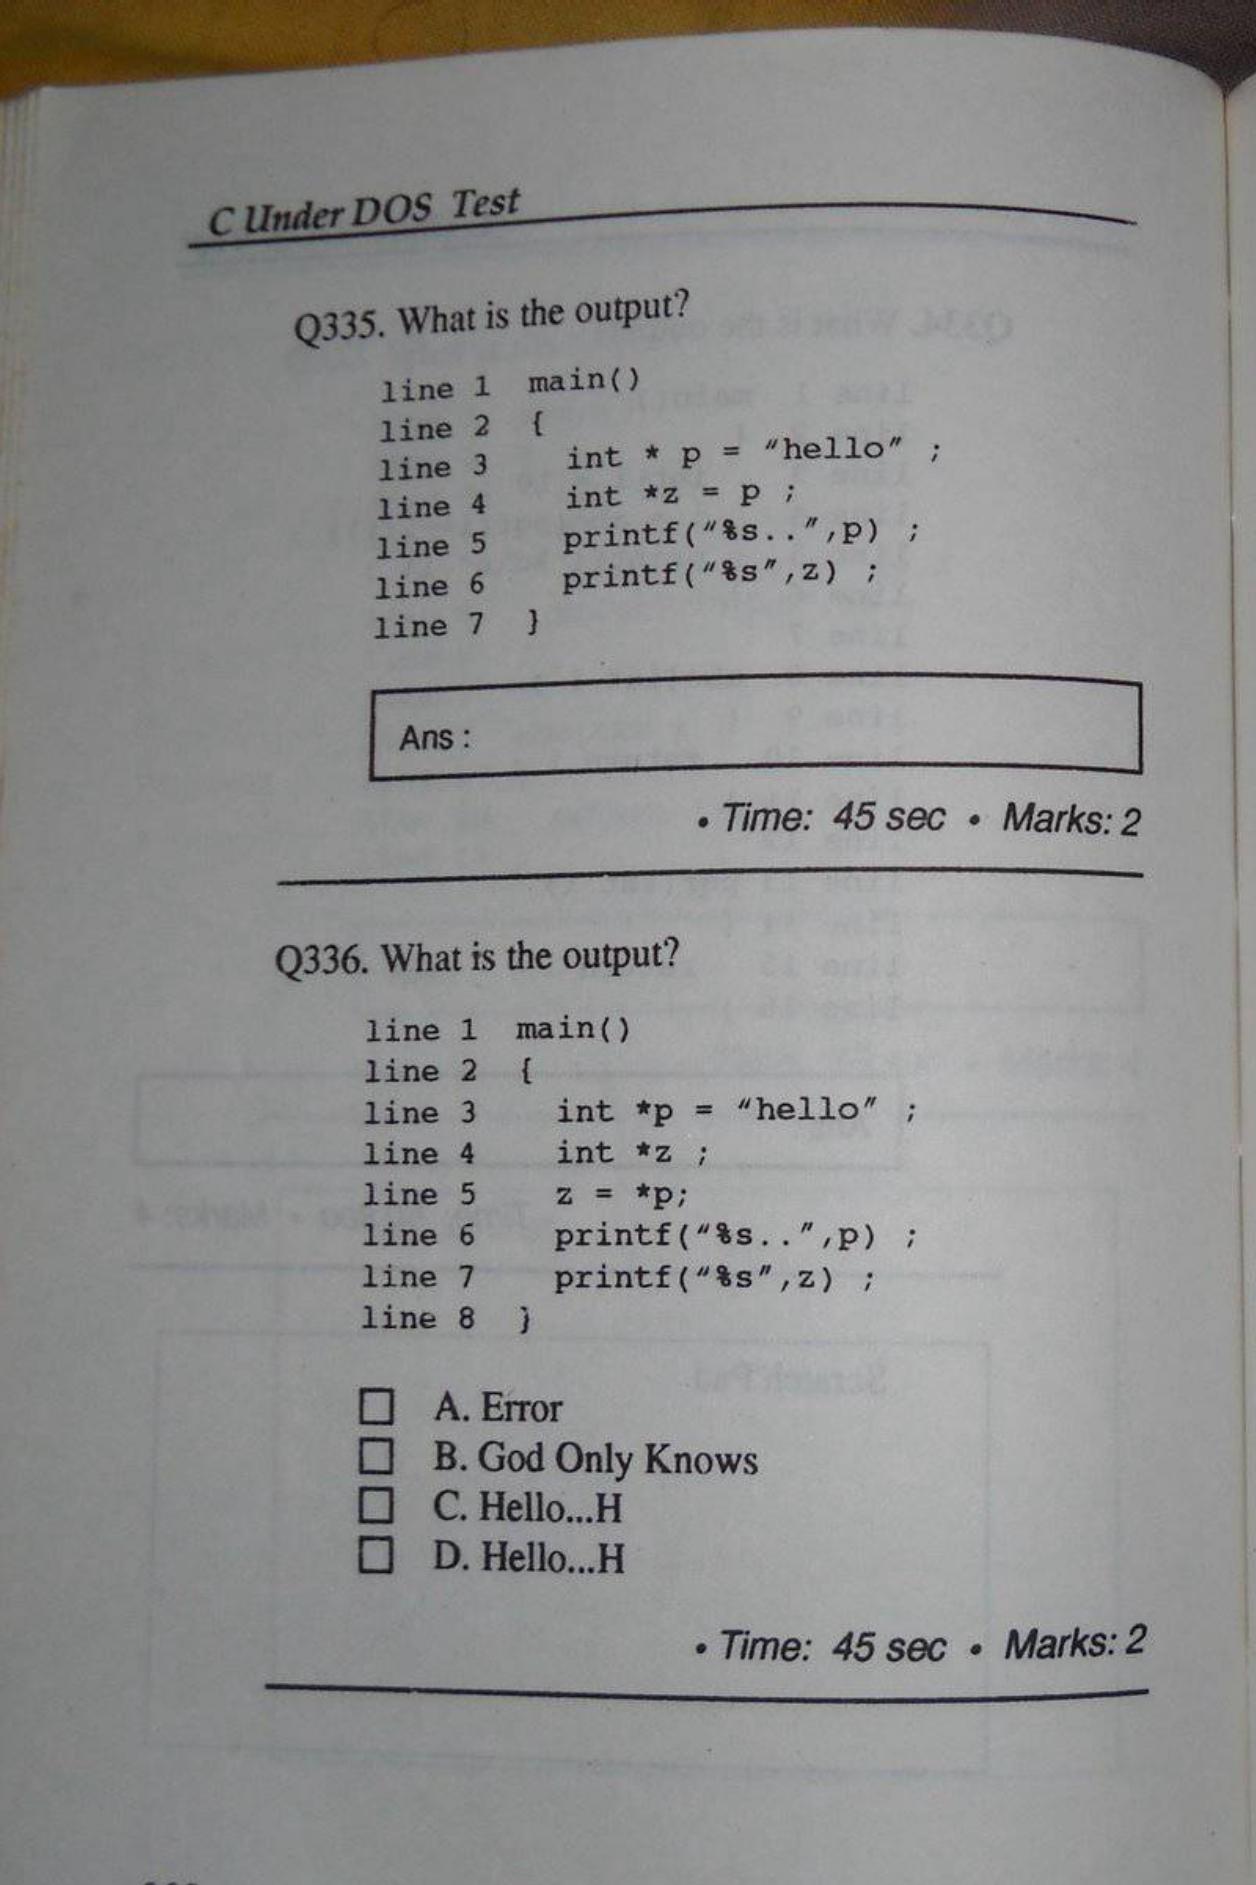 C Under DOS Test
Q335. What is the output?
line 1 main()
line 2 {
line 3 int * p = “hello” ;
line 4 int *z = p ;
line 5 printf(“%s..”,p) ;
line 6 printf(“%s”,z) ;
line 7 }
Ans :
• Time: 45 sec • Marks: 2
Q336. What is the output?
line 1 main()
line 2 {
line 3 int *p = “hello” ;
line 4 int *z ;
line 5 z = *p;
line 6 printf(“%s..”,p) ;
line 7 printf(“%s”,z) ;
line 8 }
A. Error
B. God Only Knows
C. Hello...H
D. Hello...H
• Time: 45 sec • Marks: 2